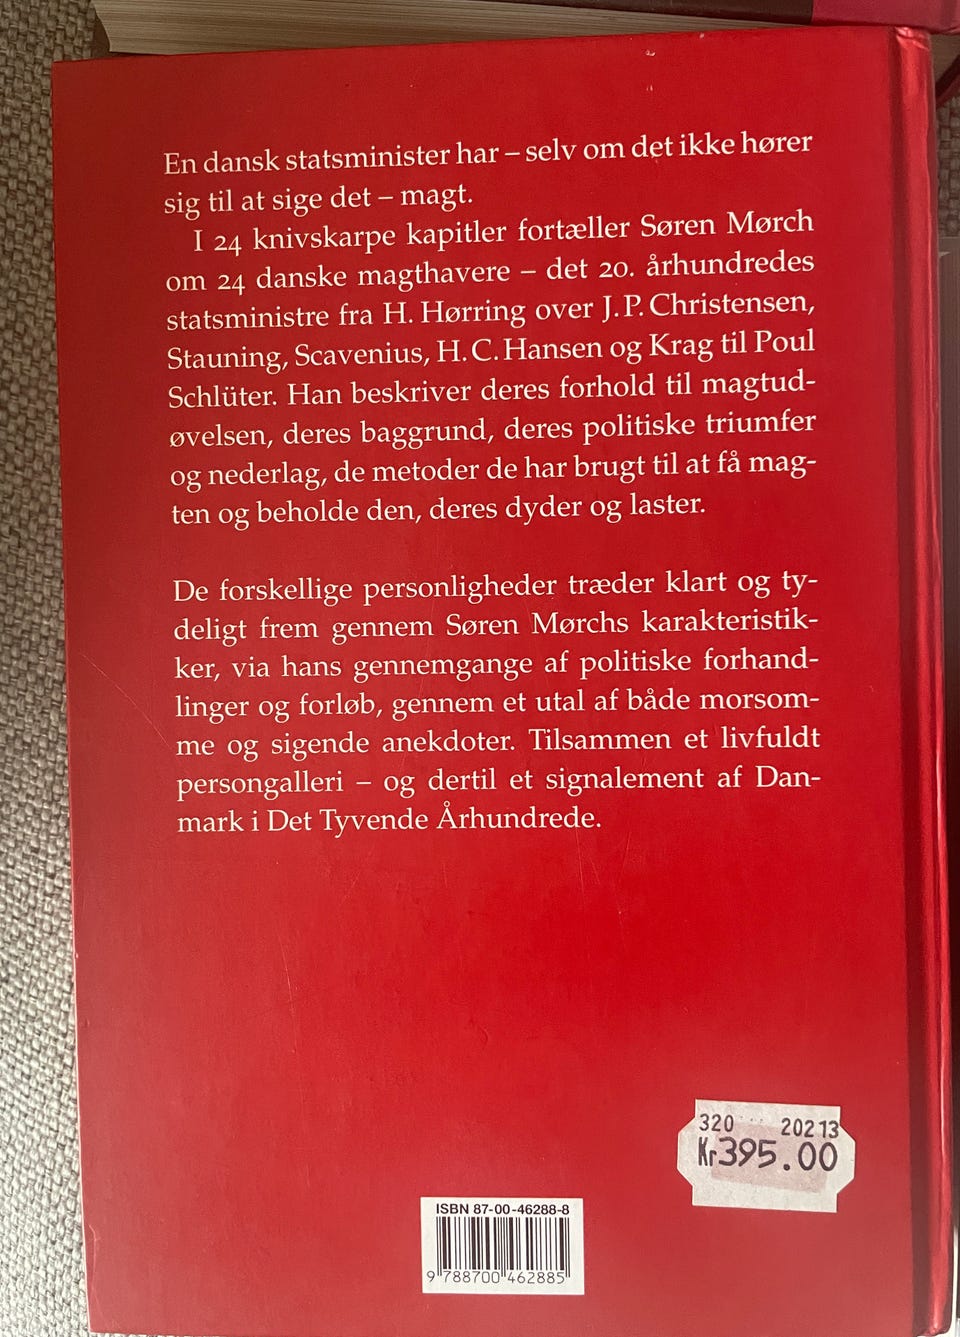 En dansk statsminister har – selv om det ikke hører
sig til at sige det – magt.
I 24 knivskarpe kapitler fortæller Søren Mørch
om 24 danske magthavere – det 20. århundredes
statsministre fra H. Hørring over J.P. Christensen,
Stauning, Scavenius, H.C. Hansen og Krag til Poul
Schlüter. Han beskriver deres forhold til magtud-
øvelsen, deres baggrund, deres politiske triumfer
og nederlag, de metoder de har brugt til at få mag-
ten og beholde den, deres dyder og laster.
De forskellige personligheder træder klart og ty-
deligt frem gennem Søren Mørchs karakteristik-
ker, via hans gennemgange af politiske forhand-
linger og forløb, gennem et utal af både morsom-
me og sigende anekdoter. Tilsammen et livfuldt
persongalleri – og dertil et signalement af Dan-
mark i Det Tyvende Århundrede.
320 20213
Kr395.00
ISBN 87-00-46288-8
9 788700 462885